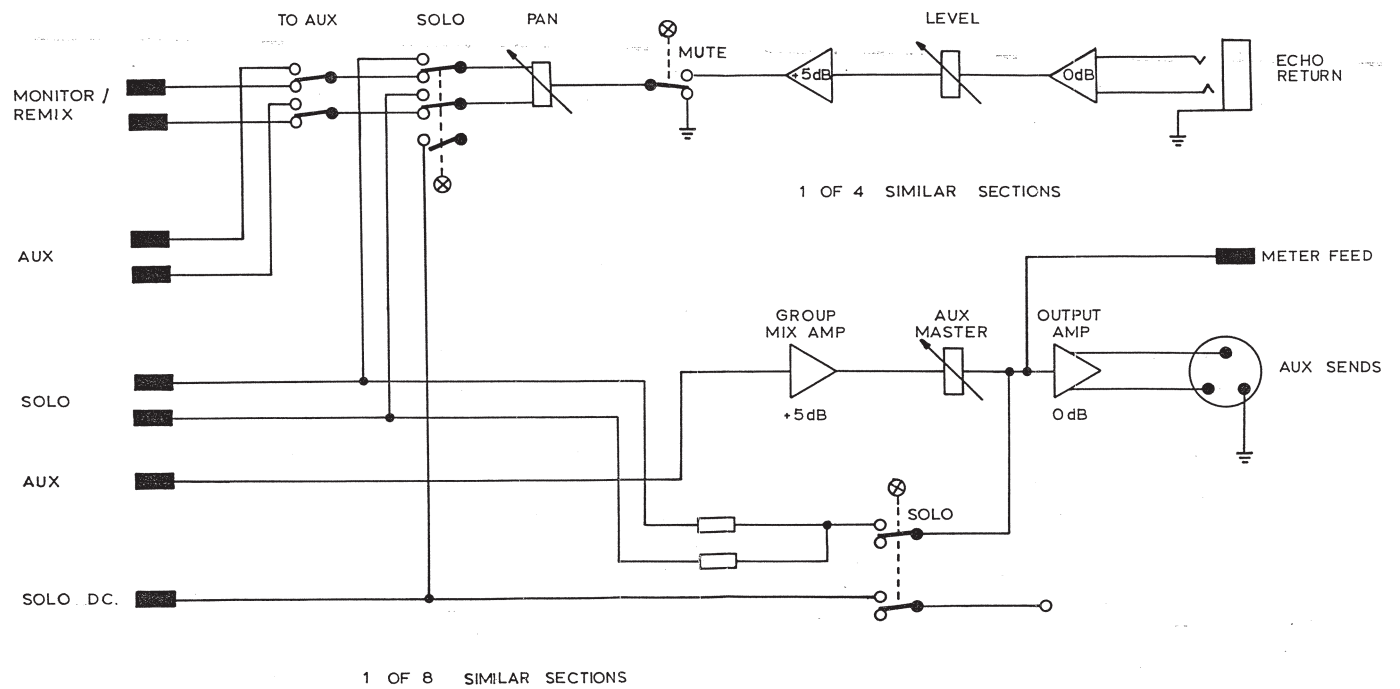 TO AUX
SOLO
PAN
MUTE
LEVEL
+5dB
0dB
ECHO
RETURN
MONITOR /
REMIX
1 OF 4 SIMILAR SECTIONS
AUX
METER FEED
GROUP
MIX AMP
AUX
MASTER
OUTPUT
AMP
AUX SENDS
+5dB
0dB
SOLO
AUX
SOLO
SOLO D.C.
1 OF 8 SIMILAR SECTIONS